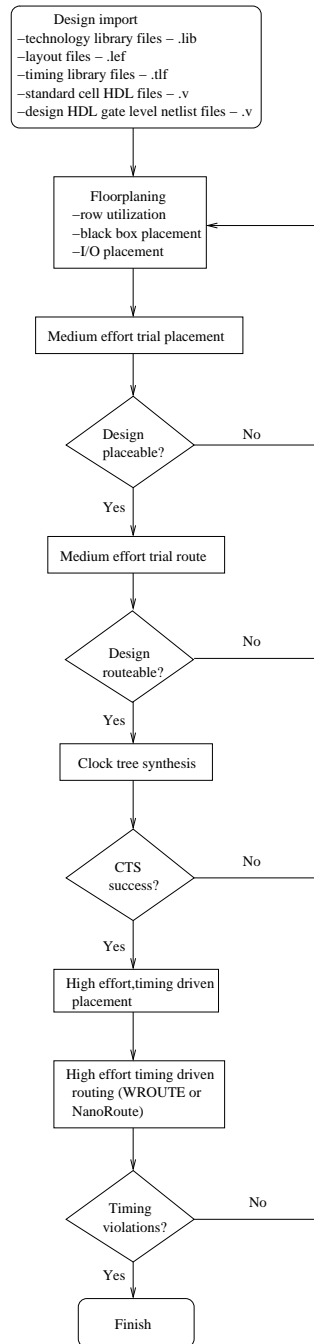 Design import
–technology library files – .lib
–layout files – .lef
–timing library files – .tlf
–standard cell HDL files – .v
–design HDL gate level netlist files – .v
Floorplaning
–row utilization
–black box placement
–I/O placement
Medium effort trial placement
Design
placeable?
No
Yes
Medium effort trial route
Design
routeable?
No
Yes
Clock tree synthesis
CTS
success?
No
Yes
High effort,timing driven
placement
High effort timing driven
routing (WROUTE or
NanoRoute)
Timing
violations?
No
Yes
Finish